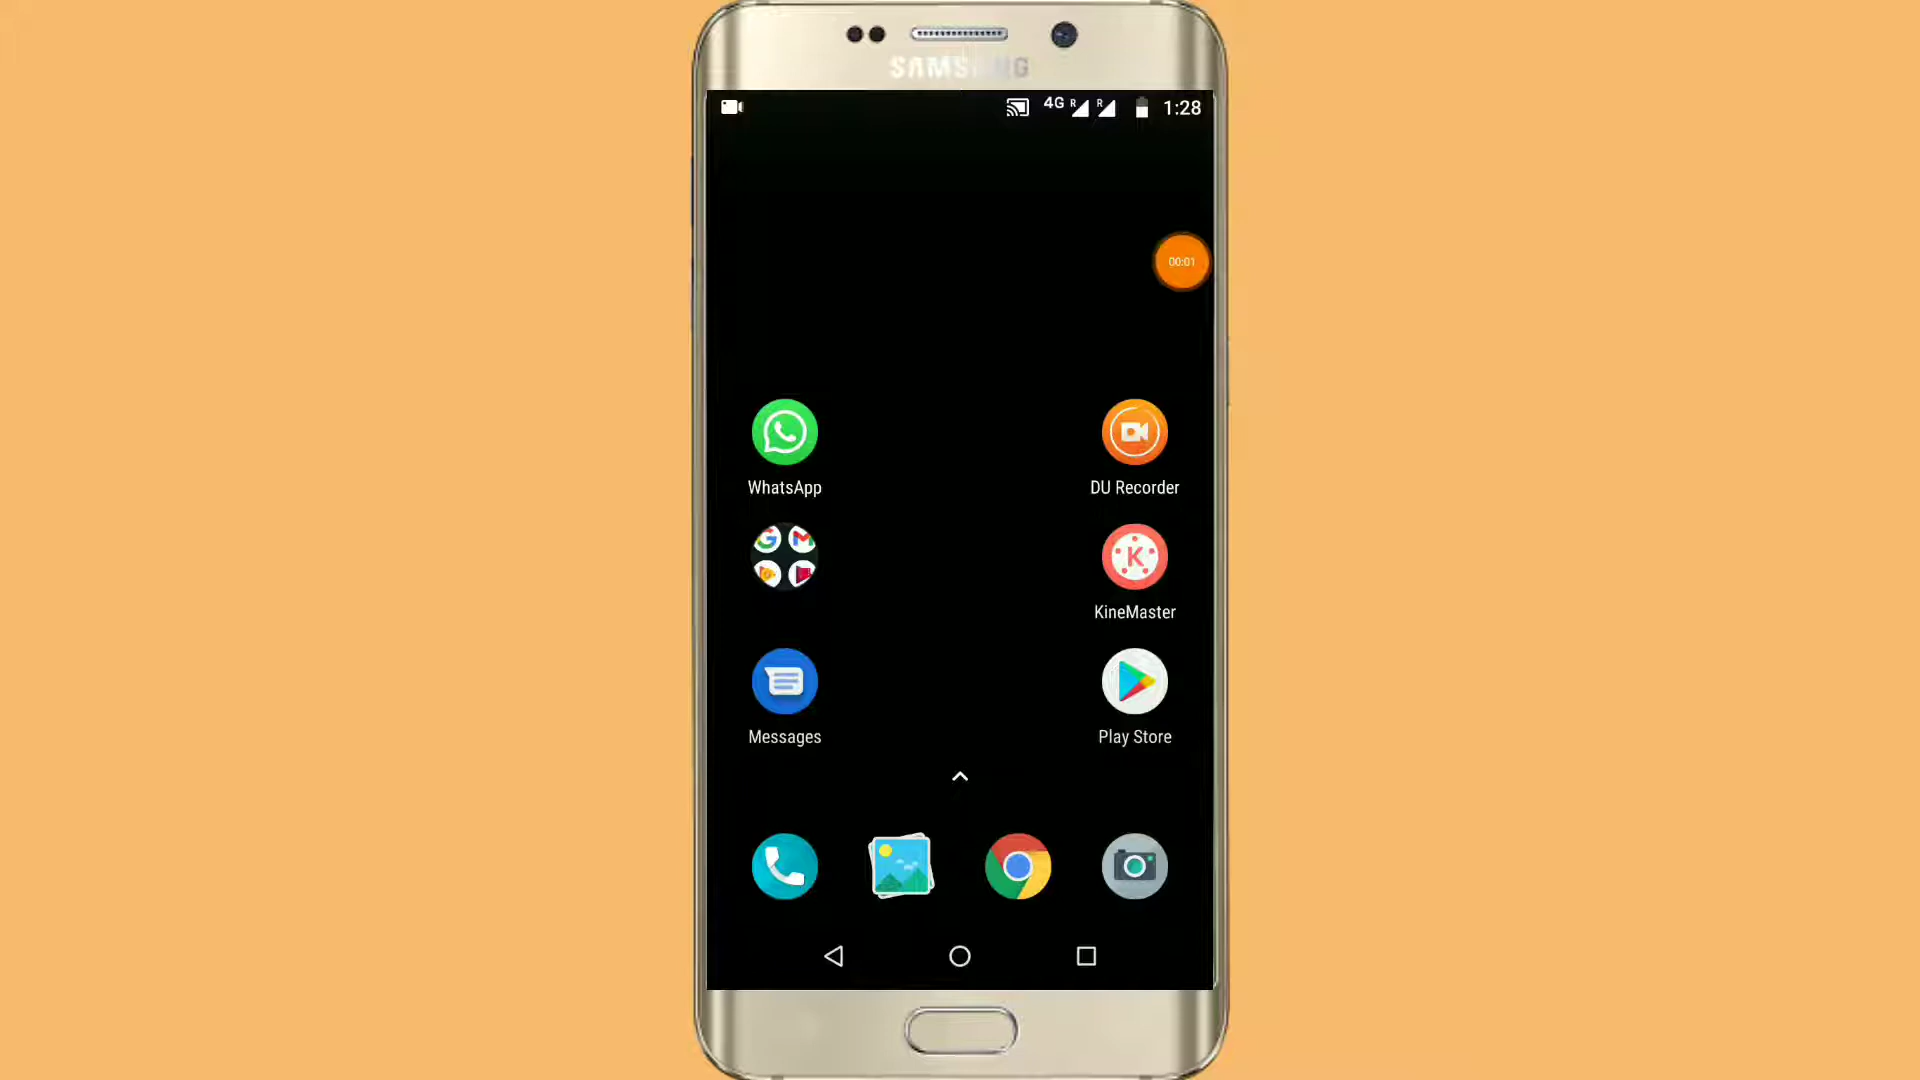 SAMSUNG
4G R R 1:28
00:01
WhatsApp
DU Recorder
KineMaster
Messages
Play Store